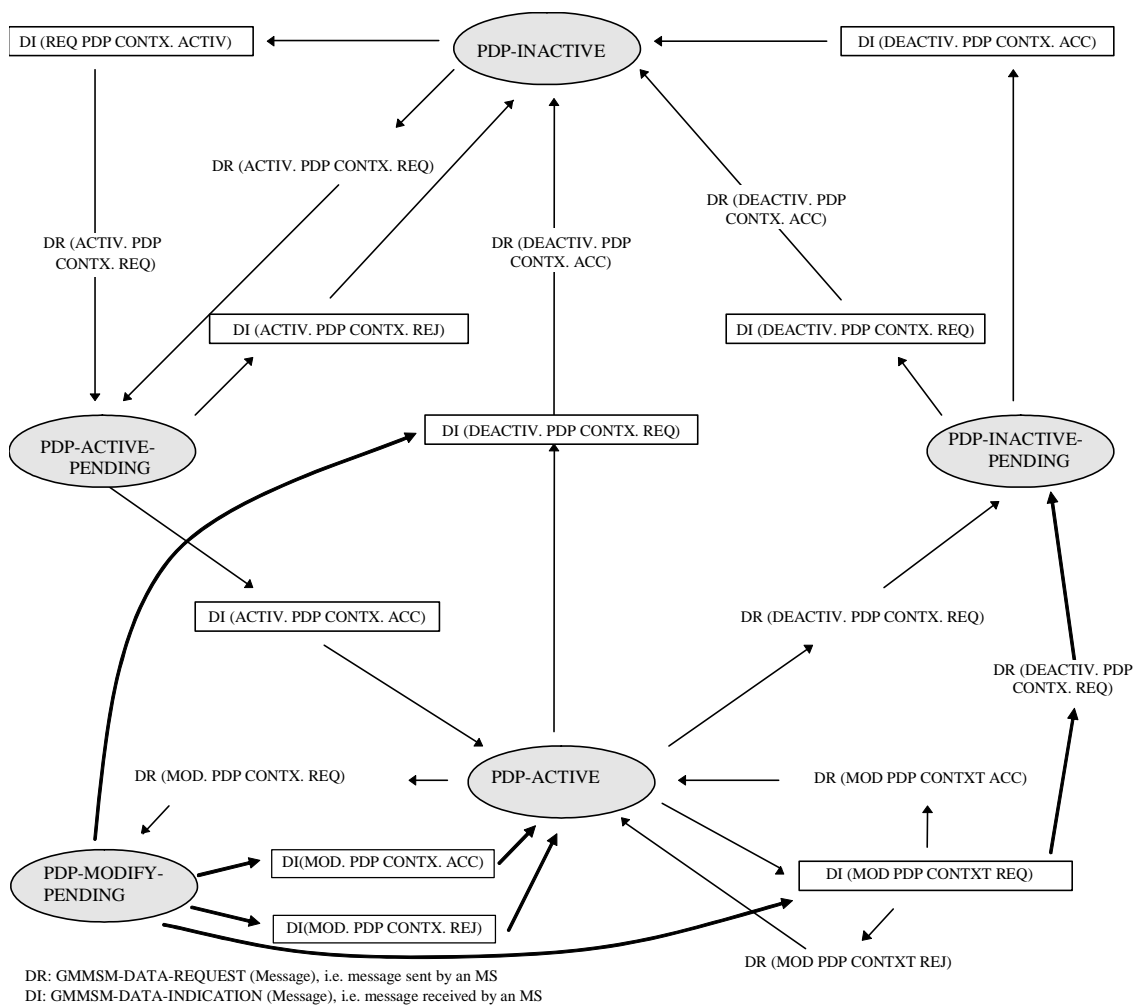 DI (REQ PDP CONTX. ACTIV)
PDP-INACTIVE
DI (DEACTIV. PDP CONTX. ACC)
DR (ACTIV. PDP CONTX. REQ)
DR (DEACTIV. PDP
CONTX. ACC)
DR (ACTIV. PDP
CONTX. REQ)
DR (DEACTIV. PDP
CONTX. ACC)
DI (ACTIV. PDP CONTX. REJ)
DI (DEACTIV. PDP CONTX. REQ)
PDP-ACTIVE-
PENDING
DI (DEACTIV. PDP CONTX. REQ)
PDP-INACTIVE-
PENDING
DI (ACTIV. PDP CONTX. ACC)
DR (DEACTIV. PDP CONTX. REQ)
DR (DEACTIV. PDP
CONTX. REQ)
DR (MOD. PDP CONTX. REQ)
PDP-ACTIVE
DR (MOD PDP CONTXT ACC)
PDP-MODIFY-
PENDING
DI(MOD. PDP CONTX. ACC)
DI (MOD PDP CONTXT REQ)
DI(MOD. PDP CONTX. REJ)
DR (MOD PDP CONTXT REJ)
DR: GMMSM-DATA-REQUEST (Message), i.e. message sent by an MS
DI: GMMSM-DATA-INDICATION (Message), i.e. message received by an MS